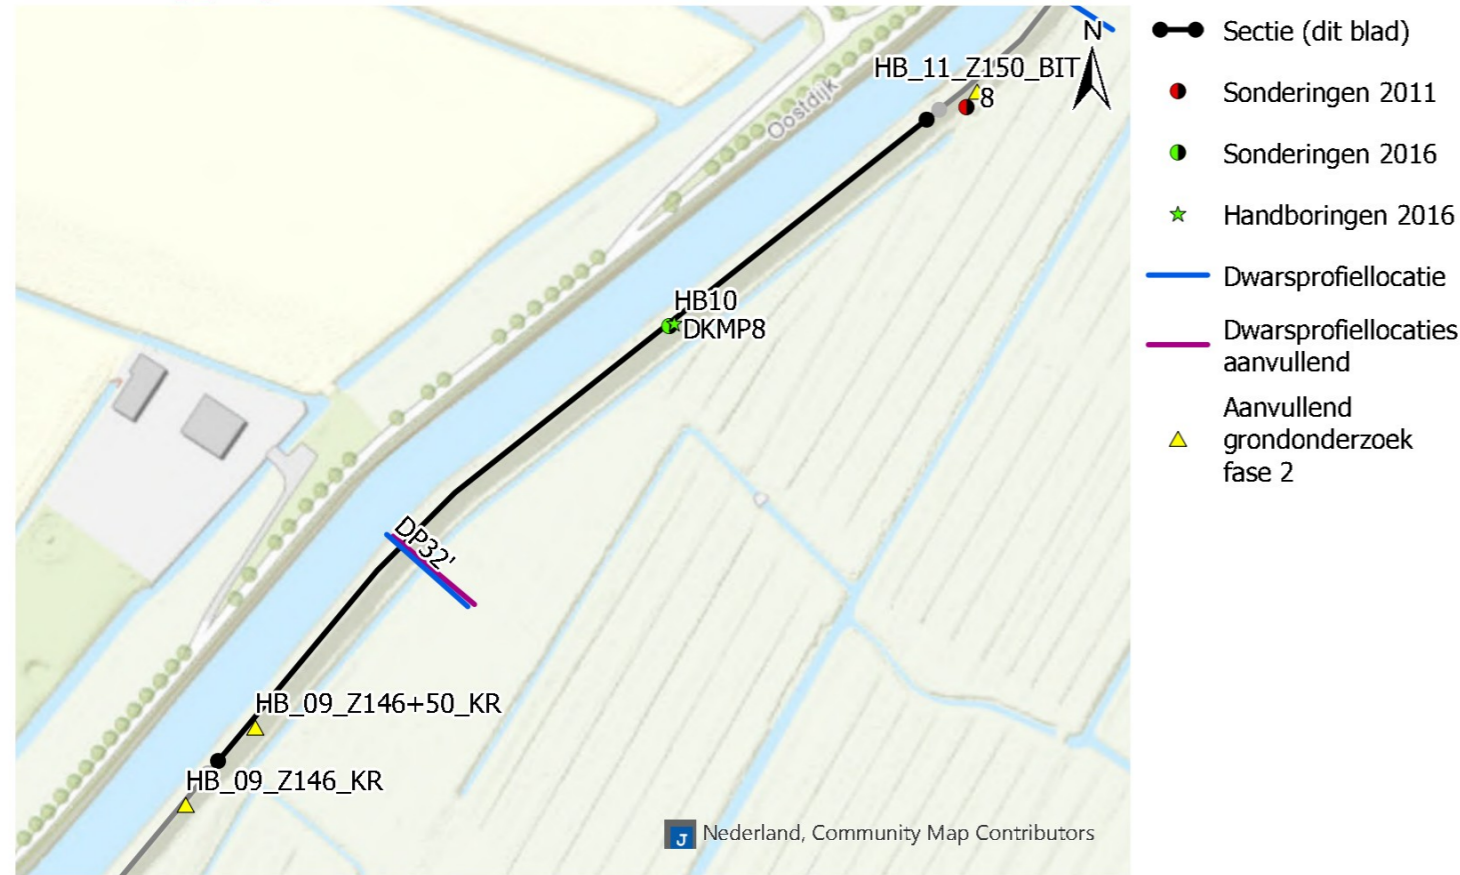 N
HB_11_Z150_BIT
8
Oostdijk
HB10
DKMP8
DP32'
HB_09_Z146+50_KR
HB_09_Z146_KR
J
Nederland, Community Map Contributors
Sectie (dit blad)
Sonderingen 2011
Sonderingen 2016
Handboringen 2016
Dwarsprofiellocatie
Dwarsprofiellocaties
aanvullend
Aanvullend
grondonderzoek
fase 2